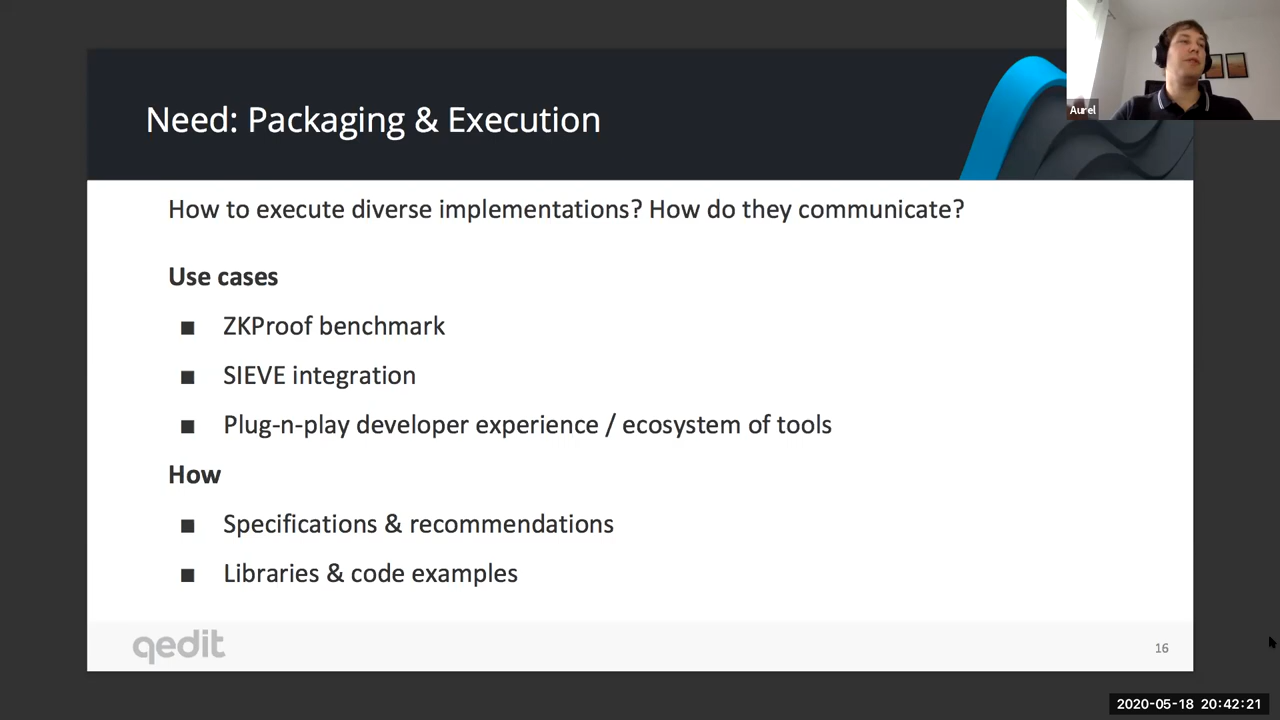 Aurel
Need: Packaging & Execution
How to execute diverse implementations? How do they communicate?
Use cases
■ ZKProof benchmark
■ SIEVE integration
■ Plug-n-play developer experience / ecosystem of tools
How
■ Specifications & recommendations
■ Libraries & code examples
qedit
16
2020-05-18 20:42:21